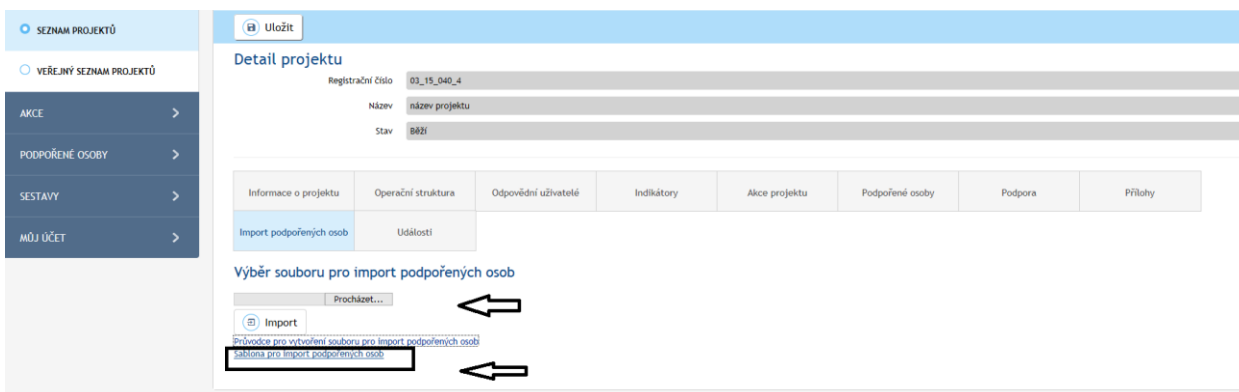 SEZNAM PROJEKTŮ
VEŘEJNÝ SEZNAM PROJEKTŮ
AKCE
PODPOŘENÉ OSOBY
SESTAVY
MŮJ ÚČET
Uložit
Detail projektu
Registrační číslo 03_15_040_4
Název název projektu
Stav Běží
Informace o projektu Operační struktura Odpovědní uživatelé Indikátory Akce projektu Podpořené osoby Podpora Přílohy
Import podpořených osob Události
Výběr souboru pro import podpořených osob
Procházet...
Import
Průvodce pro vytvoření souboru pro import podpořených osob
Šablona pro import podpořených osob